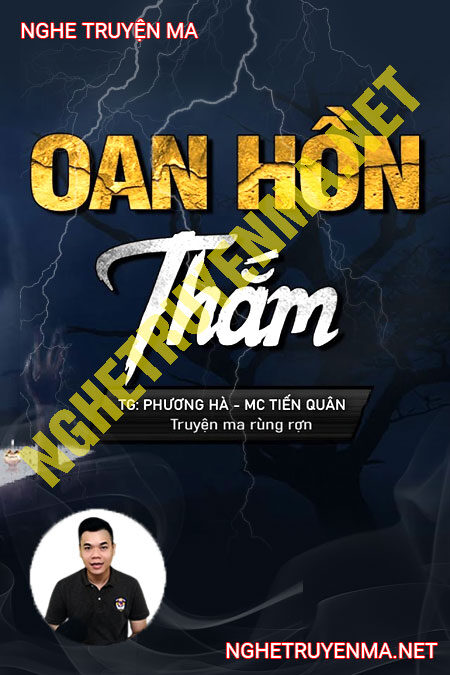 NGHE TRUYỆN MA
OAN HỒN
Thắm
NGHETRUYENMA.NET
TG: PHƯƠNG HÀ - MC TIẾN QUÂN
Truyện ma rùng rợn
NGHETRUYENMA.NET